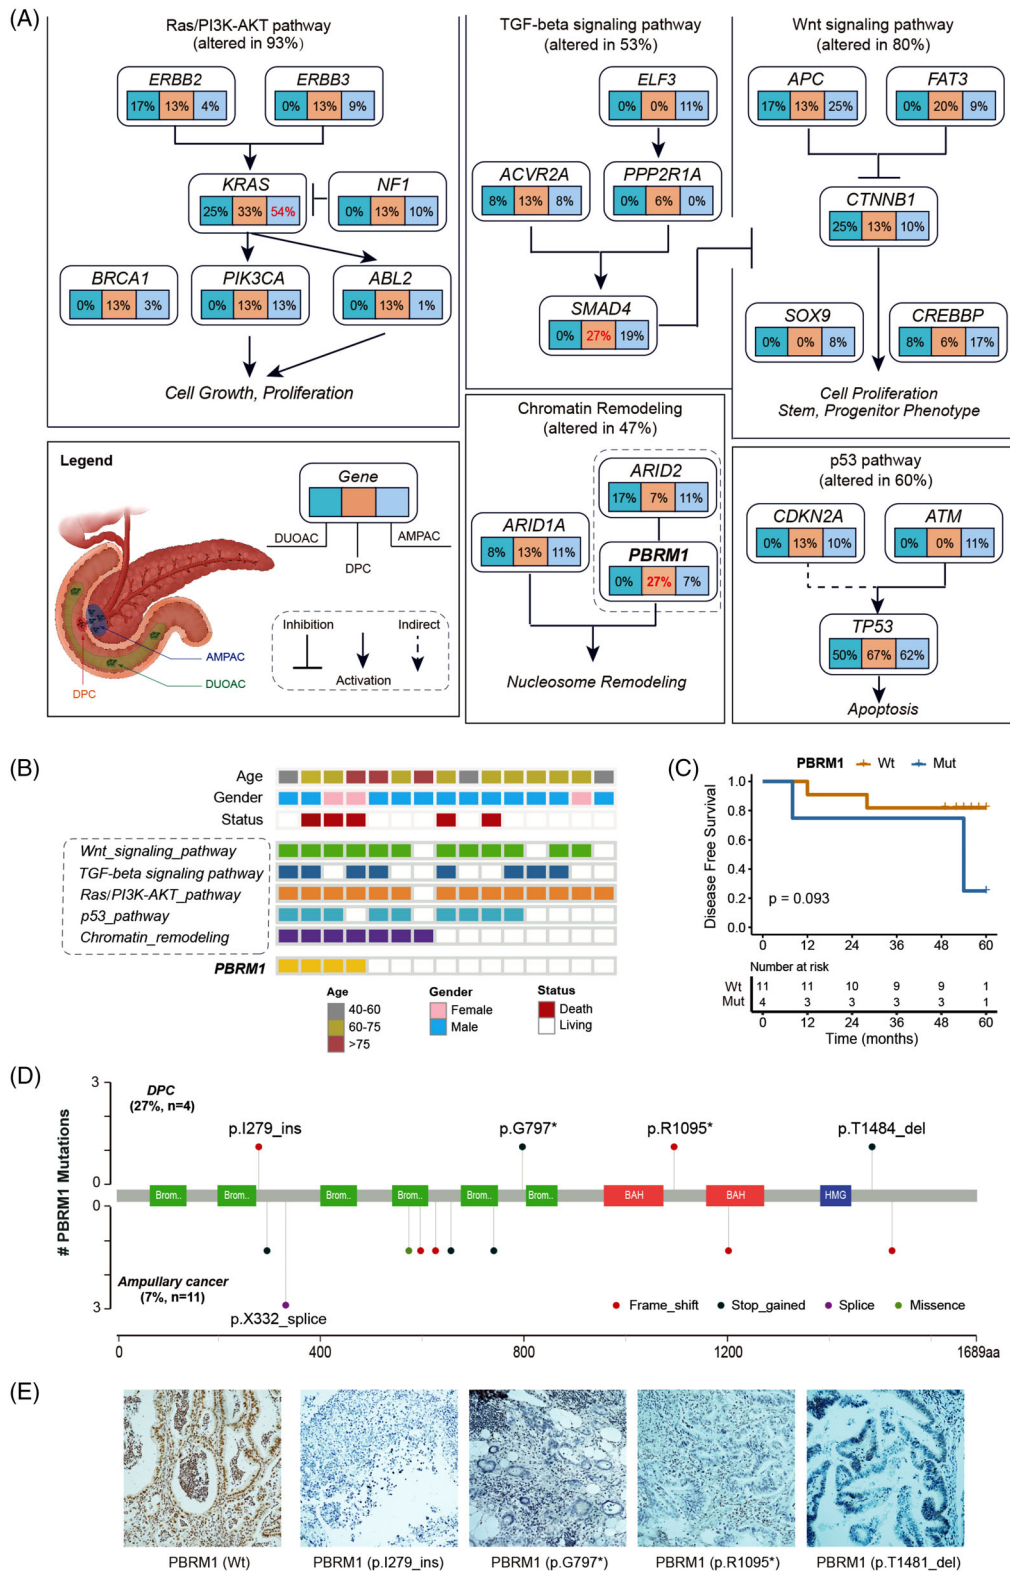 (A)
Ras/PI3K-AKT pathway
(altered in 93%)
ERBB2
17% 13% 4%
ERBB3
0% 13% 9%
KRAS
25% 33% 54%
NF1
0% 13% 10%
BRCA1
0% 13% 3%
PIK3CA
0% 13% 13%
ABL2
0% 13% 1%
Cell Growth, Proliferation
TGF-beta signaling pathway
(altered in 53%)
ELF3
0% 0% 11%
ACVR2A
8% 13% 8%
PPP2R1A
0% 6% 0%
SMAD4
0% 27% 19%
Wnt signaling pathway
(altered in 80%)
APC
17% 13% 25%
FAT3
0% 20% 9%
CTNNB1
25% 13% 10%
SOX9
0% 0% 8%
CREBBP
8% 6% 17%
Cell Proliferation
Stem, Progenitor Phenotype
Legend
Gene
DUOAC
AMPAC
DPC
Inhibition
Indirect
Activation
AMPAC
DUOAC
DPC
Chromatin Remodeling
(altered in 47%)
ARID2
17% 7% 11%
ARID1A
8% 13% 11%
PBRM1
0% 27% 7%
Nucleosome Remodeling
p53 pathway
(altered in 60%)
CDKN2A
0% 13% 10%
ATM
0% 0% 11%
TP53
50% 67% 62%
Apoptosis
(B)
Age
Gender
Status
Wnt_signaling_pathway
TGF-beta signaling pathway
Ras/PI3K-AKT_pathway
p53_pathway
Chromatin_remodeling
PBRM1
Age
40-60
60-75
>75
Gender
Female
Male
Status
Death
Living
(C)
PBRM1 Wt Mut
Disease Free Survival
1.0
0.8
0.6
0.4
0.2
0.0
p = 0.093
0 12 24 36 48 60
Number at risk
Wt 11 11 10 9 9 1
Mut 4 3 3 3 3 1
0 12 24 36 48 60
Time (months)
(D)
# PBRM1 Mutations
3
0
0
3
DPC
(27%, n=4)
p.I279_ins
p.G797*
p.R1095*
p.T1484_del
Brom.. Brom.. Brom.. Brom.. Brom.. Brom.. BAH BAH HMG
Ampullary cancer
(7%, n=11)
p.X332_splice
Frame_shift Stop_gained Splice Missence
0 400 800 1200 1689aa
(E)
PBRM1 (Wt)
PBRM1 (p.I279_ins)
PBRM1 (p.G797*)
PBRM1 (p.R1095*)
PBRM1 (p.T1481_del)